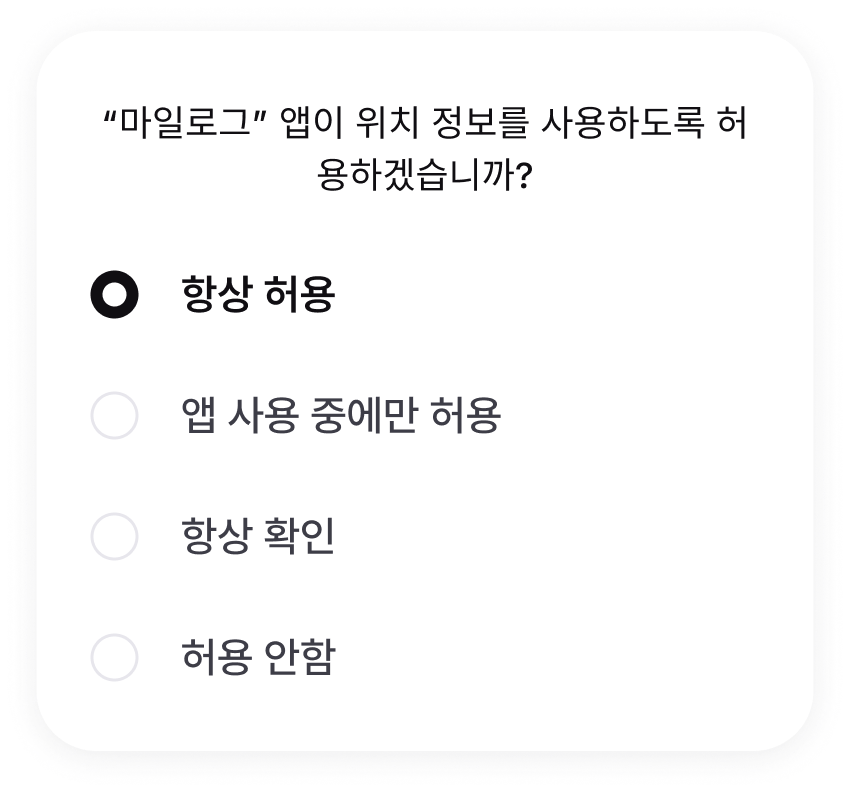 “마일로그” 앱이 위치 정보를 사용하도록 허
용하겠습니까?
항상 허용
앱 사용 중에만 허용
항상 확인
허용 안함